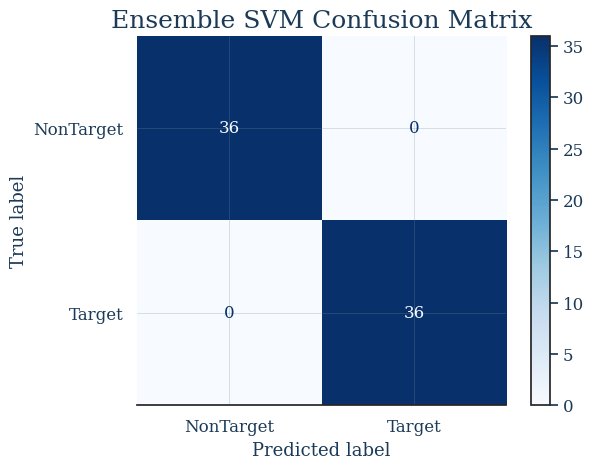 Ensemble SVM Confusion Matrix
True label
NonTarget
36
0
Target
0
36
NonTarget
Target
Predicted label
35
30
25
20
15
10
5
0